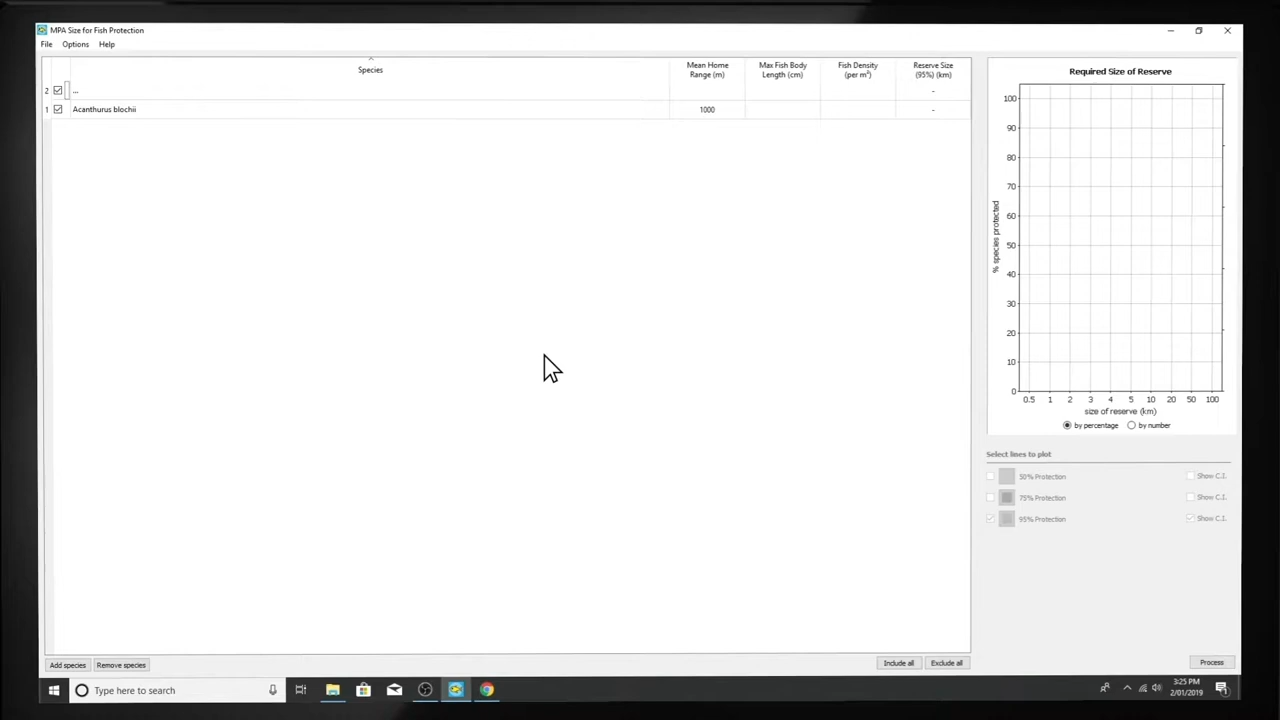 MPA Size for Fish Protection
File Options Help
Species
Mean Home Range (m)
Max Fish Body Length (cm)
Fish Density (per m²)
Reserve Size (95%) (km)
2 ... -
1 Acanthurus blochii 1000 -
Required Size of Reserve
% species protected
100
90
80
70
60
50
40
30
20
10
0
0.5 1 2 3 4 5 10 20 50 100
size of reserve (km)
by percentage by number
Select lines to plot
50% Protection Show C.I.
75% Protection Show C.I.
95% Protection Show C.I.
Add species Remove species Include all Exclude all Process
Type here to search
3:25 PM
2/01/2019
1